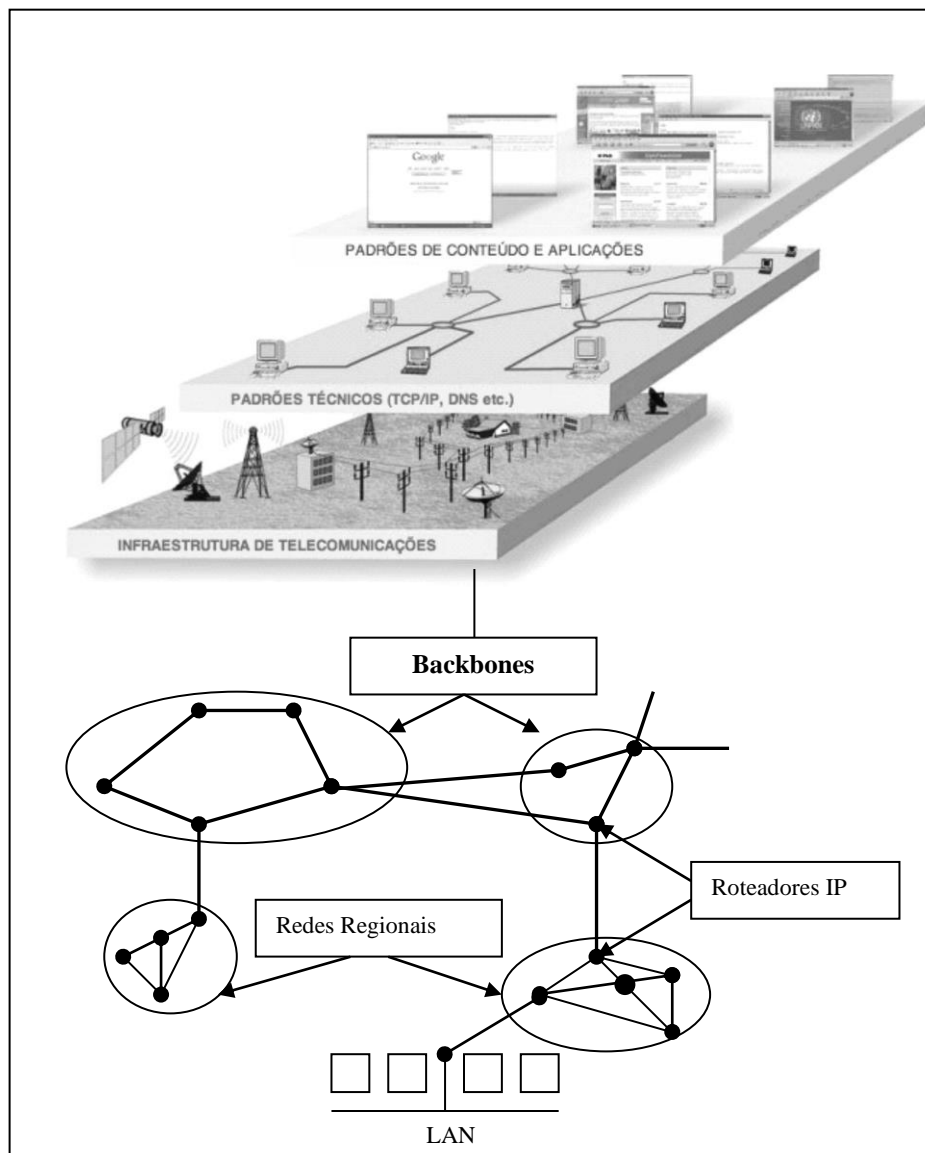 Google
PADRÕES DE CONTEÚDO E APLICAÇÕES
PADRÕES TÉCNICOS (TCP/IP, DNS etc.)
INFRAESTRUTURA DE TELECOMUNICAÇÕES
Backbones
Roteadores IP
Redes Regionais
LAN